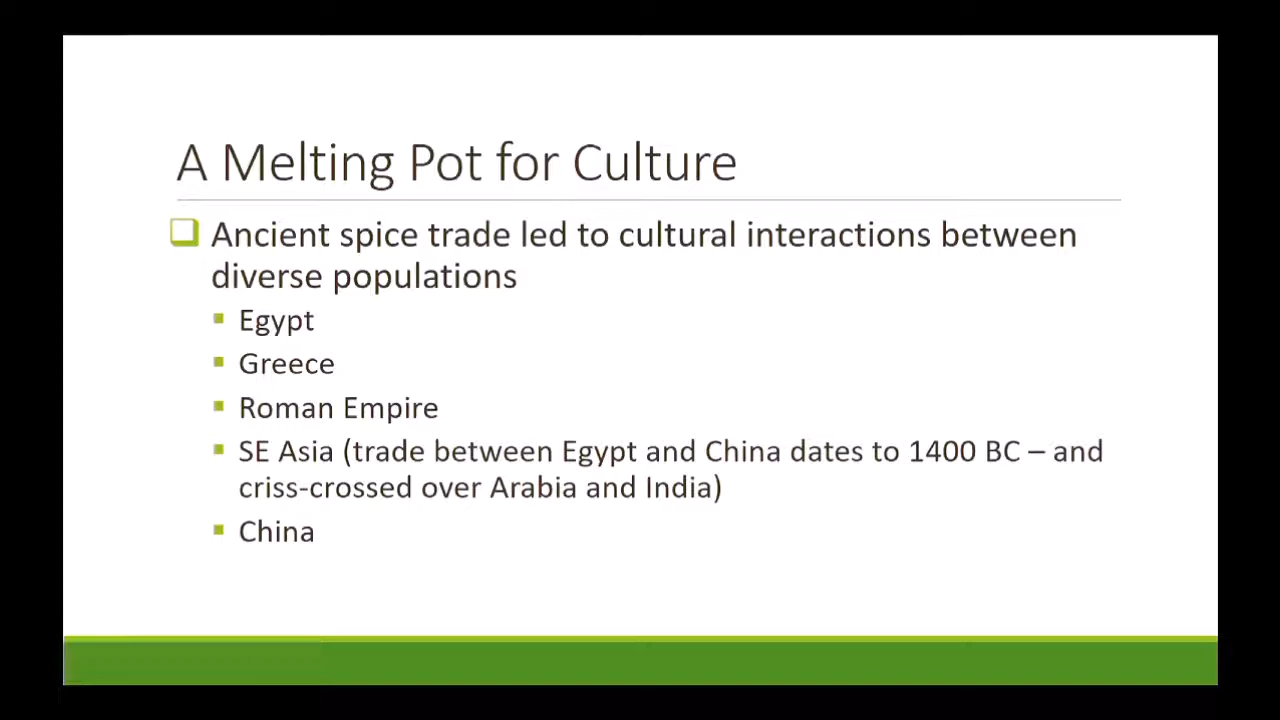 A Melting Pot for Culture
Ancient spice trade led to cultural interactions between
diverse populations
Egypt
Greece
Roman Empire
SE Asia (trade between Egypt and China dates to 1400 BC – and
criss-crossed over Arabia and India)
China